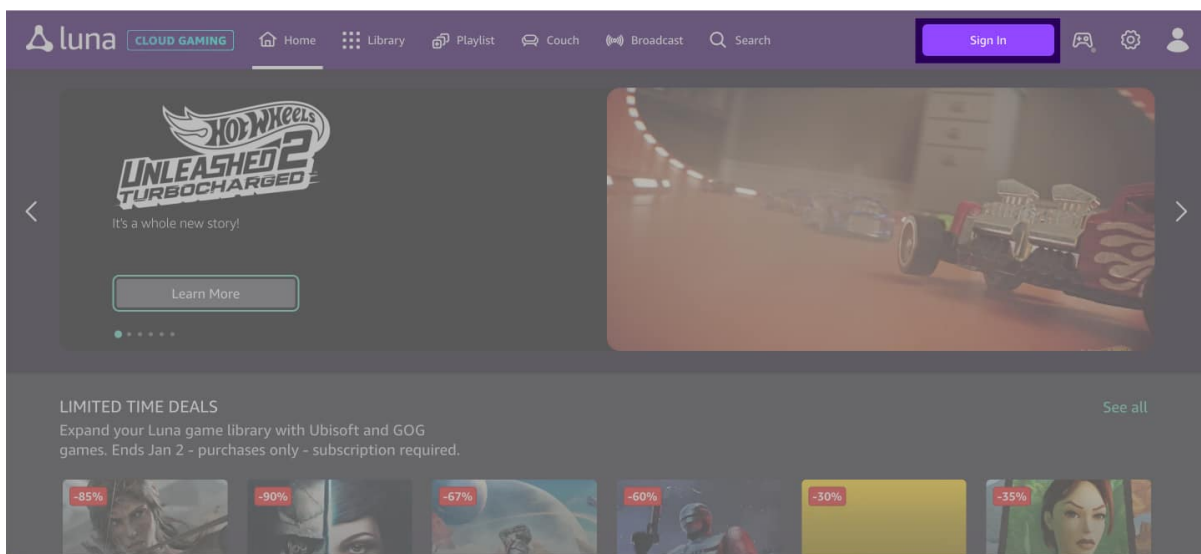 luna CLOUD GAMING Home Library Playlist Couch Broadcast Search Sign In
HOT WHEELS
UNLEASHED 2
TURBOCHARGED
It's a whole new story!
Learn More
LIMITED TIME DEALS See all
Expand your Luna game library with Ubisoft and GOG
games. Ends Jan 2 - purchases only - subscription required.
-85% -90% -67% -60% -30% -35%